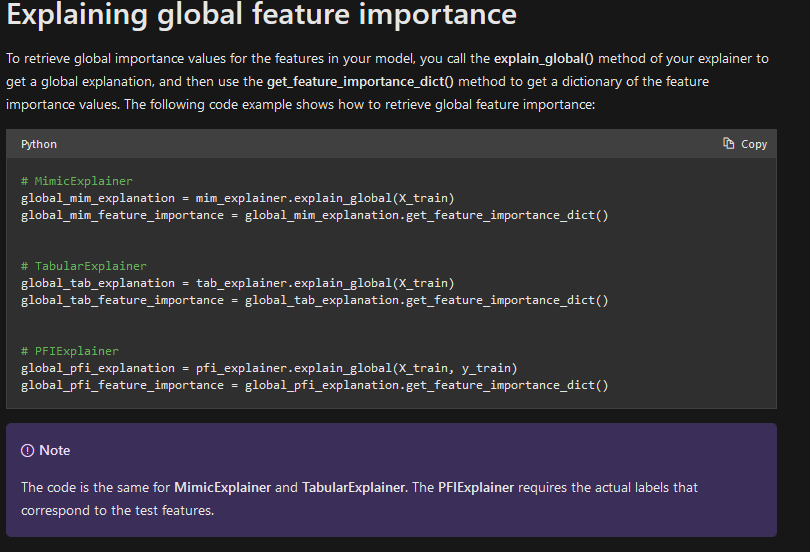 Explaining global feature importance
To retrieve global importance values for the features in your model, you call the explain_global() method of your explainer to
get a global explanation, and then use the get_feature_importance_dict() method to get a dictionary of the feature
importance values. The following code example shows how to retrieve global feature importance:
Python
Copy
# MimicExplainer
global_mim_explanation = mim_explainer.explain_global(X_train)
global_mim_feature_importance = global_mim_explanation.get_feature_importance_dict()
# TabularExplainer
global_tab_explanation = tab_explainer.explain_global(X_train)
global_tab_feature_importance = global_tab_explanation.get_feature_importance_dict()
# PFIExplainer
global_pfi_explanation = pfi_explainer.explain_global(X_train, y_train)
global_pfi_feature_importance = global_pfi_explanation.get_feature_importance_dict()
Note
The code is the same for MimicExplainer and TabularExplainer. The PFIExplainer requires the actual labels that
correspond to the test features.